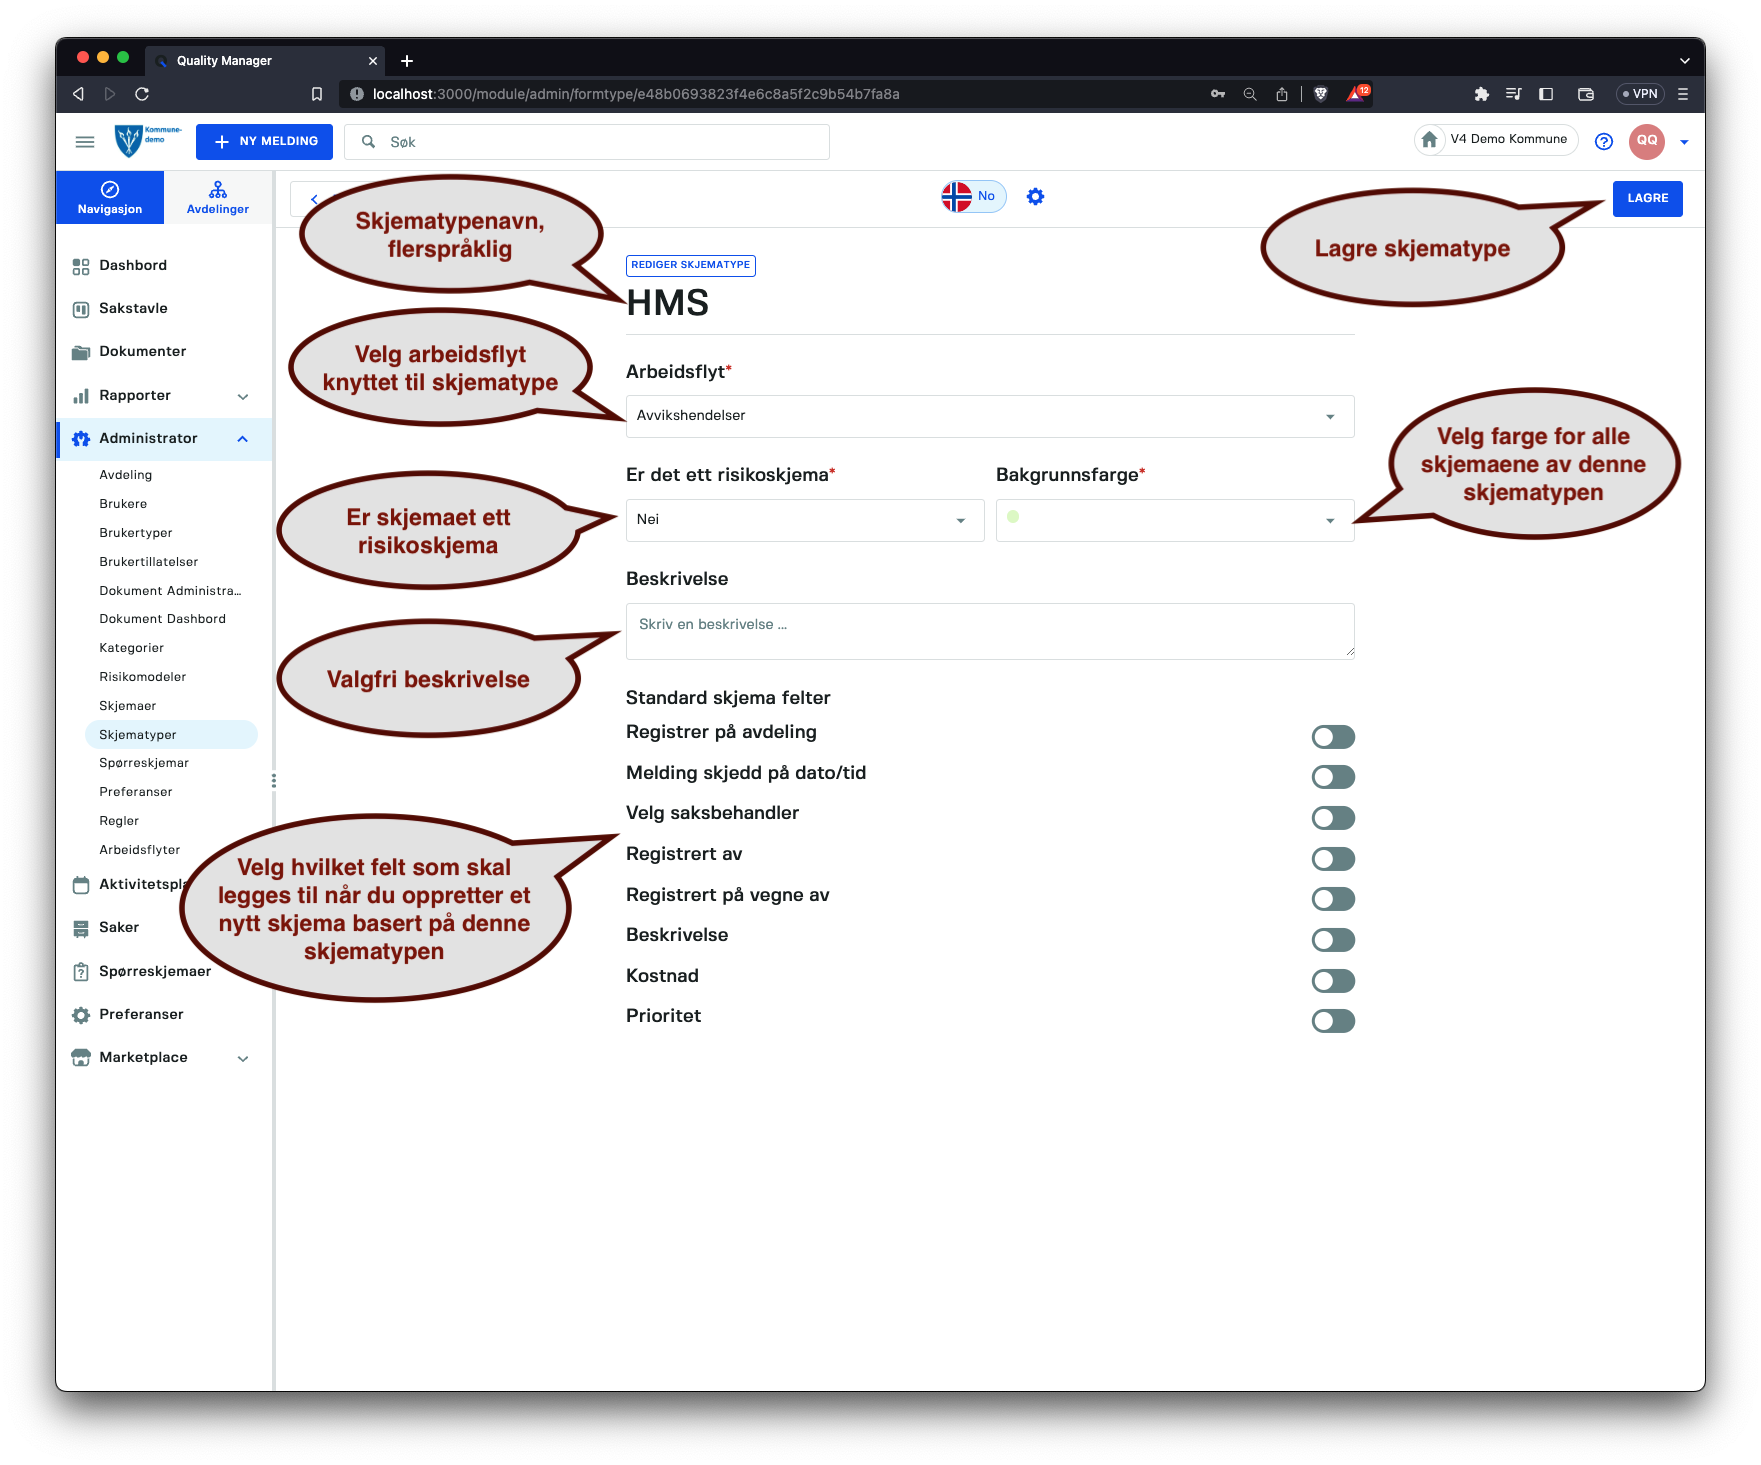 Quality Manager
localhost:3000/module/admin/formtype/e48b0693823f4e6c8a5f2c9b54b7fa8a
12
VPN
Kommune-
demo
NY MELDING
Søk
V4 Demo Kommune
QQ
Navigasjon
Avdelinger
No
LAGRE
Skjematypenavn,
flerspråklig
Lagre skjematype
REDIGER SKJEMATYPE
HMS
Velg arbeidsflyt
knyttet til skjematype
Arbeidsflyt*
Avvikshendelser
Velg farge for alle
skjemaene av denne
skjematypen
Er det ett risikoskjema*
Nei
Bakgrunnsfarge*
Er skjemaet ett
risikoskjema
Beskrivelse
Skriv en beskrivelse ...
Valgfri beskrivelse
Standard skjema felter
Registrer på avdeling
Melding skjedd på dato/tid
Velg saksbehandler
Registrert av
Registrert på vegne av
Beskrivelse
Kostnad
Prioritet
Velg hvilket felt som skal
legges til når du oppretter et
nytt skjema basert på denne
skjematypen
Dashbord
Sakstavle
Dokumenter
Rapporter
Administrator
Avdeling
Brukere
Brukertyper
Brukertillatelser
Dokument Administra...
Dokument Dashbord
Kategorier
Risikomodeler
Skjemaer
Skjematyper
Spørreskjemar
Preferanser
Regler
Arbeidsflyter
Aktivitetspla
Saker
Spørreskjemaer
Preferanser
Marketplace